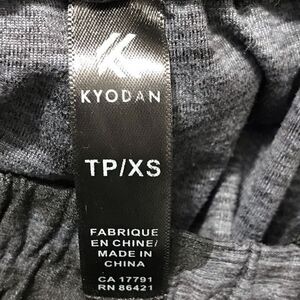 KYODAN
TP/XS
FABRIQUE
EN CHINE/
MADE IN
CHINA
CA 17791
RN 86421